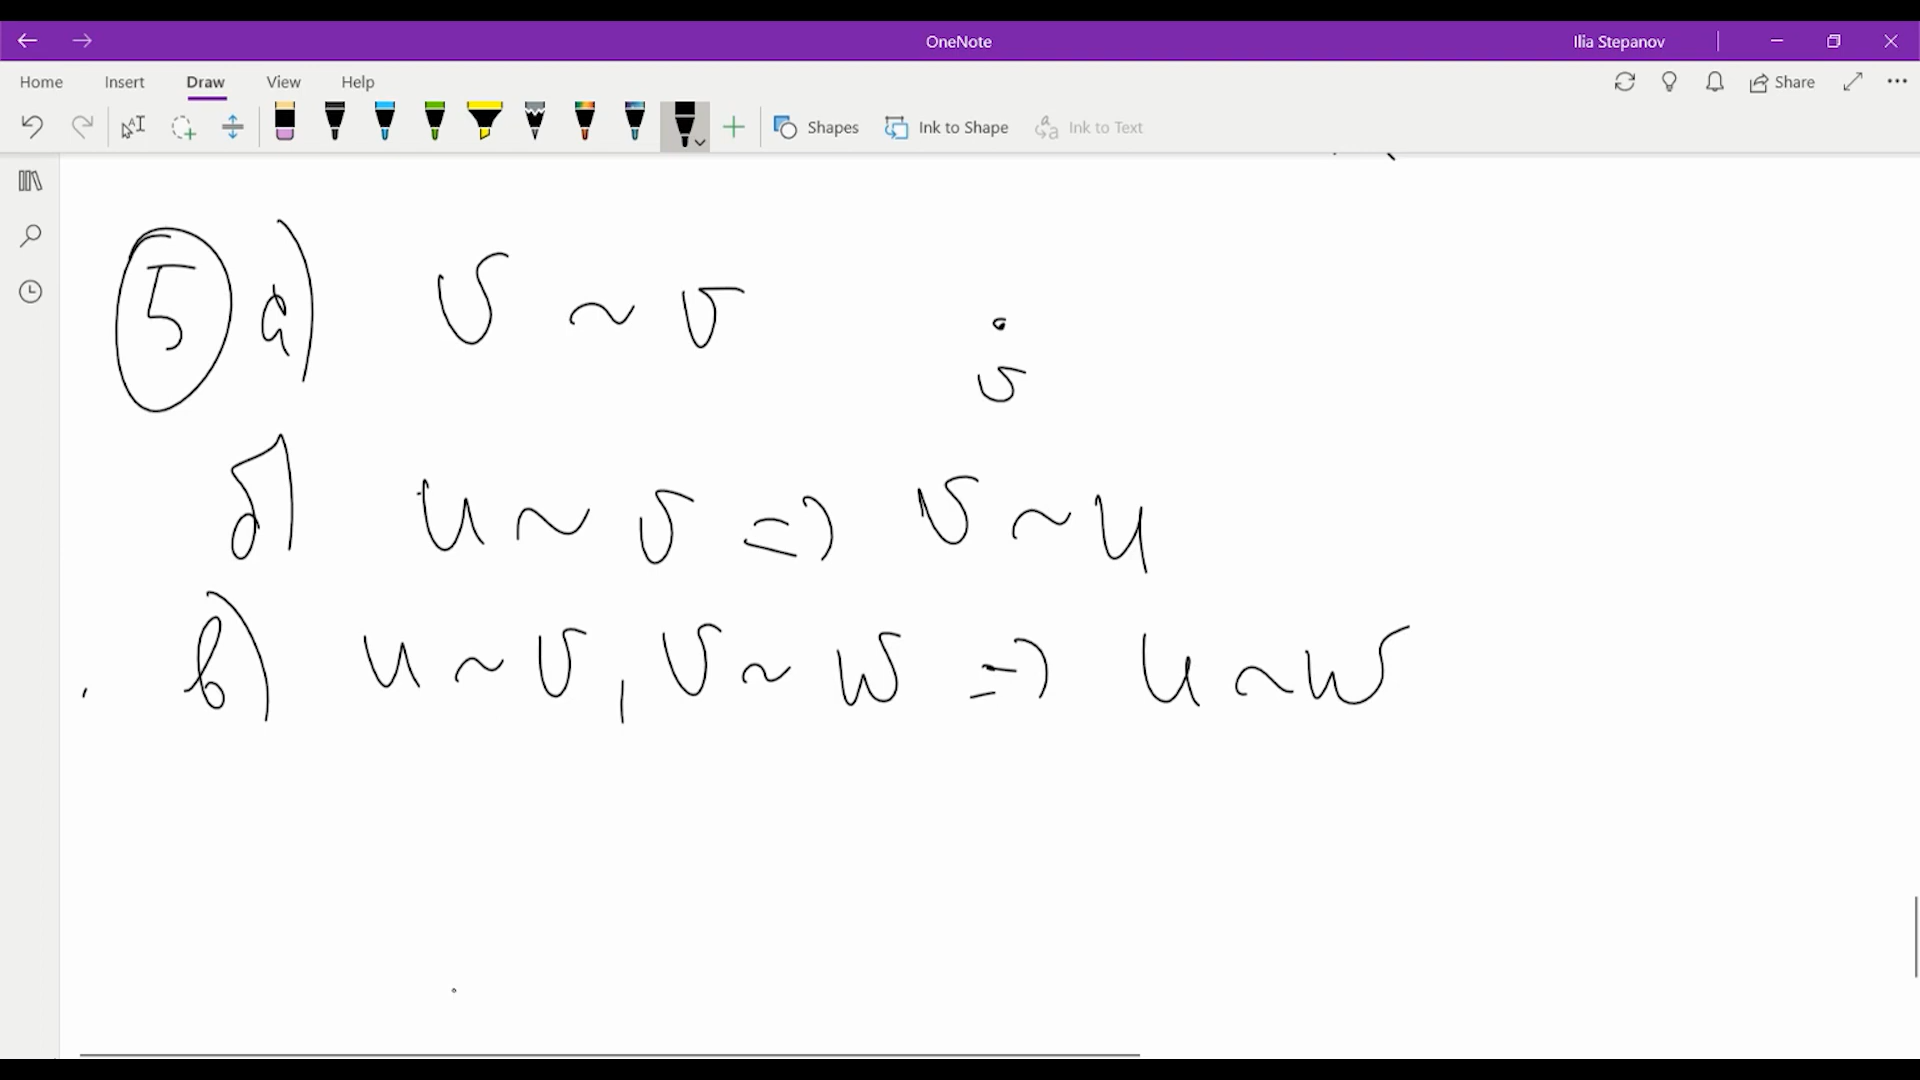 OneNote
Ilia Stepanov
Home Insert Draw View Help
Share
Shapes
Ink to Shape
Ink to Text
5 а) v ~ v
v
б) u ~ v => v ~ u
в) u ~ v, v ~ w => u ~ w